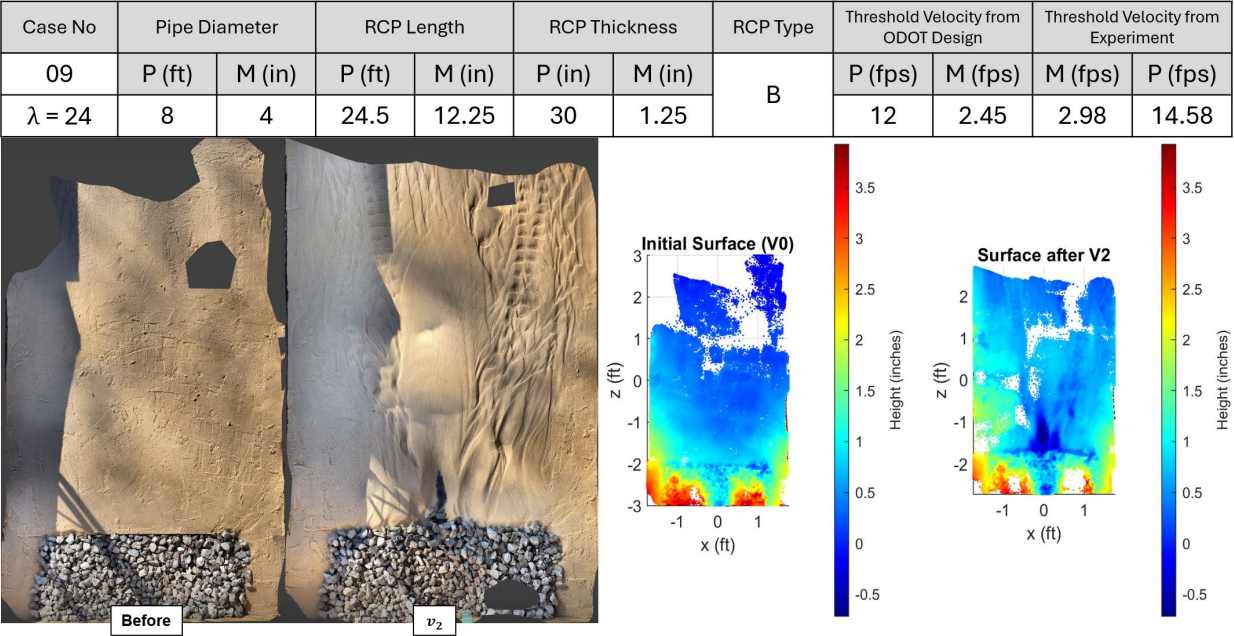 Case No Pipe Diameter RCP Length RCP Thickness RCP Type Threshold Velocity from ODOT Design Threshold Velocity from Experiment
09 P (ft) M (in) P (ft) M (in) P (in) M (in) B P (fps) M (fps) M (fps) P (fps)
λ = 24 8 4 24.5 12.25 30 1.25 12 2.45 2.98 14.58
Before
v₂
Initial Surface (V0)
3
2
1
0
-1
-2
-3
z (ft)
-1 0 1
x (ft)
3.5
3
2.5
2
1.5
1
0.5
0
-0.5
Height (inches)
Surface after V2
2
1
0
-1
-2
z (ft)
-1 0 1
x (ft)
3.5
3
2.5
2
1.5
1
0.5
0
-0.5
Height (inches)